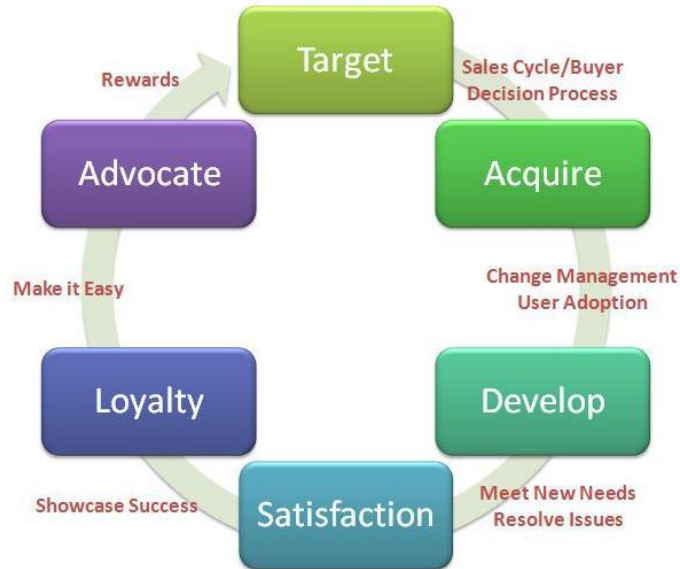 Target
Sales Cycle/Buyer
Decision Process
Acquire
Change Management
User Adoption
Develop
Meet New Needs
Resolve Issues
Satisfaction
Showcase Success
Loyalty
Make it Easy
Advocate
Rewards